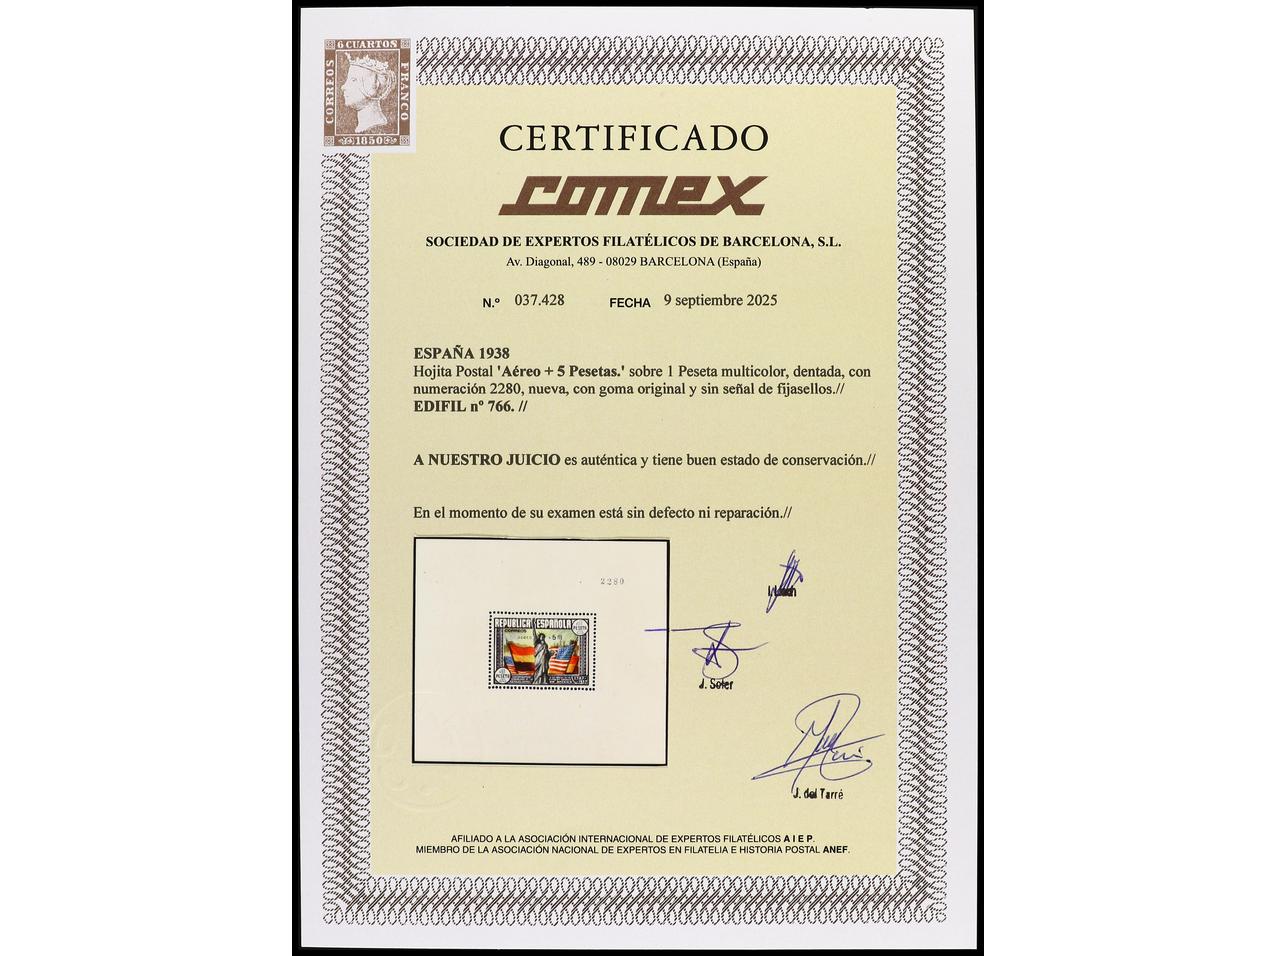 6 CUARTOS
CORREOS
FRANCO
1850
CERTIFICADO
comex
SOCIEDAD DE EXPERTOS FILATÉLICOS DE BARCELONA, S.L.
Av. Diagonal, 489 - 08029 BARCELONA (España)
N.º 037.428 FECHA 9 septiembre 2025
ESPAÑA 1938
Hojita Postal 'Aéreo + 5 Pesetas.' sobre 1 Peseta multicolor, dentada, con
numeración 2280, nueva, con goma original y sin señal de fijasellos.//
EDIFIL nº 766. //
A NUESTRO JUICIO es auténtica y tiene buen estado de conservación.//
En el momento de su examen está sin defecto ni reparación.//
2280
REPUBLICA ESPAÑOLA
CORREOS
PESETA
PESETA
J. Soler
J. del Tarré
AFILIADO A LA ASOCIACIÓN INTERNACIONAL DE EXPERTOS FILATÉLICOS A I E P.
MIEMBRO DE LA ASOCIACIÓN NACIONAL DE EXPERTOS EN FILATELIA E HISTORIA POSTAL ANEF.